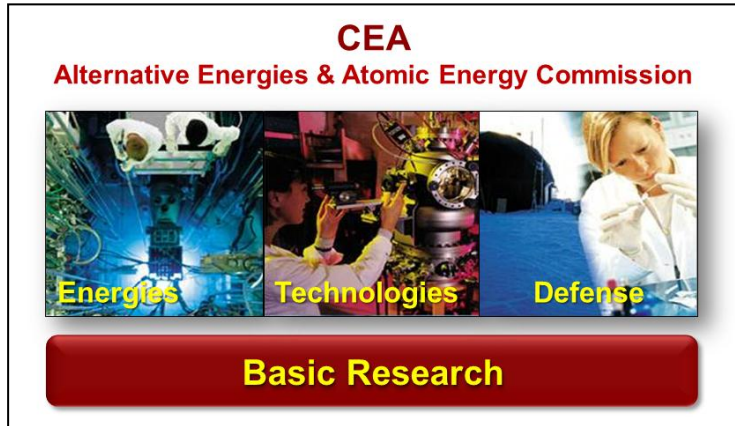 CEA
Alternative Energies & Atomic Energy Commission
Energies
Technologies
Defense
Basic Research